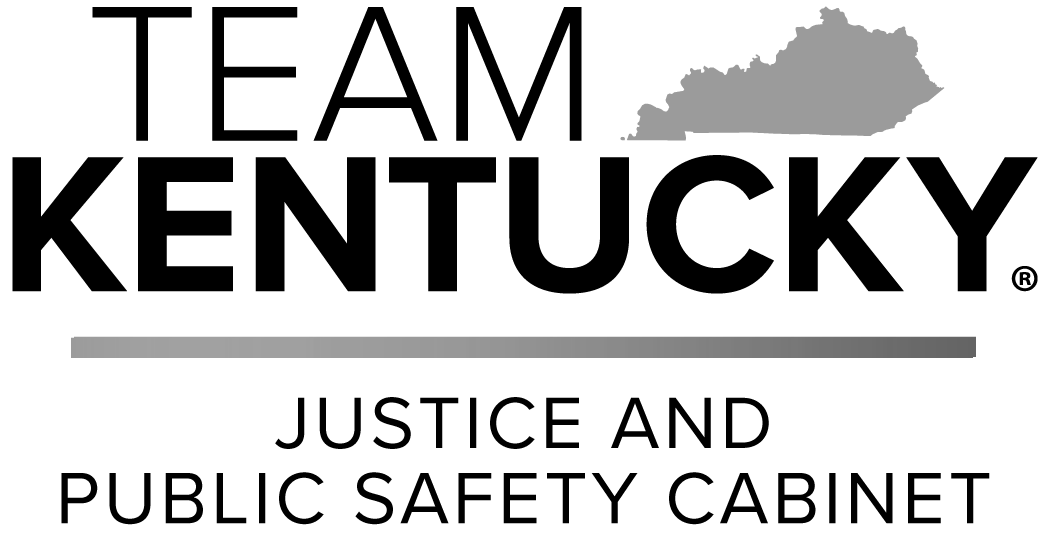 TEAM
KENTUCKY®
JUSTICE AND
PUBLIC SAFETY CABINET